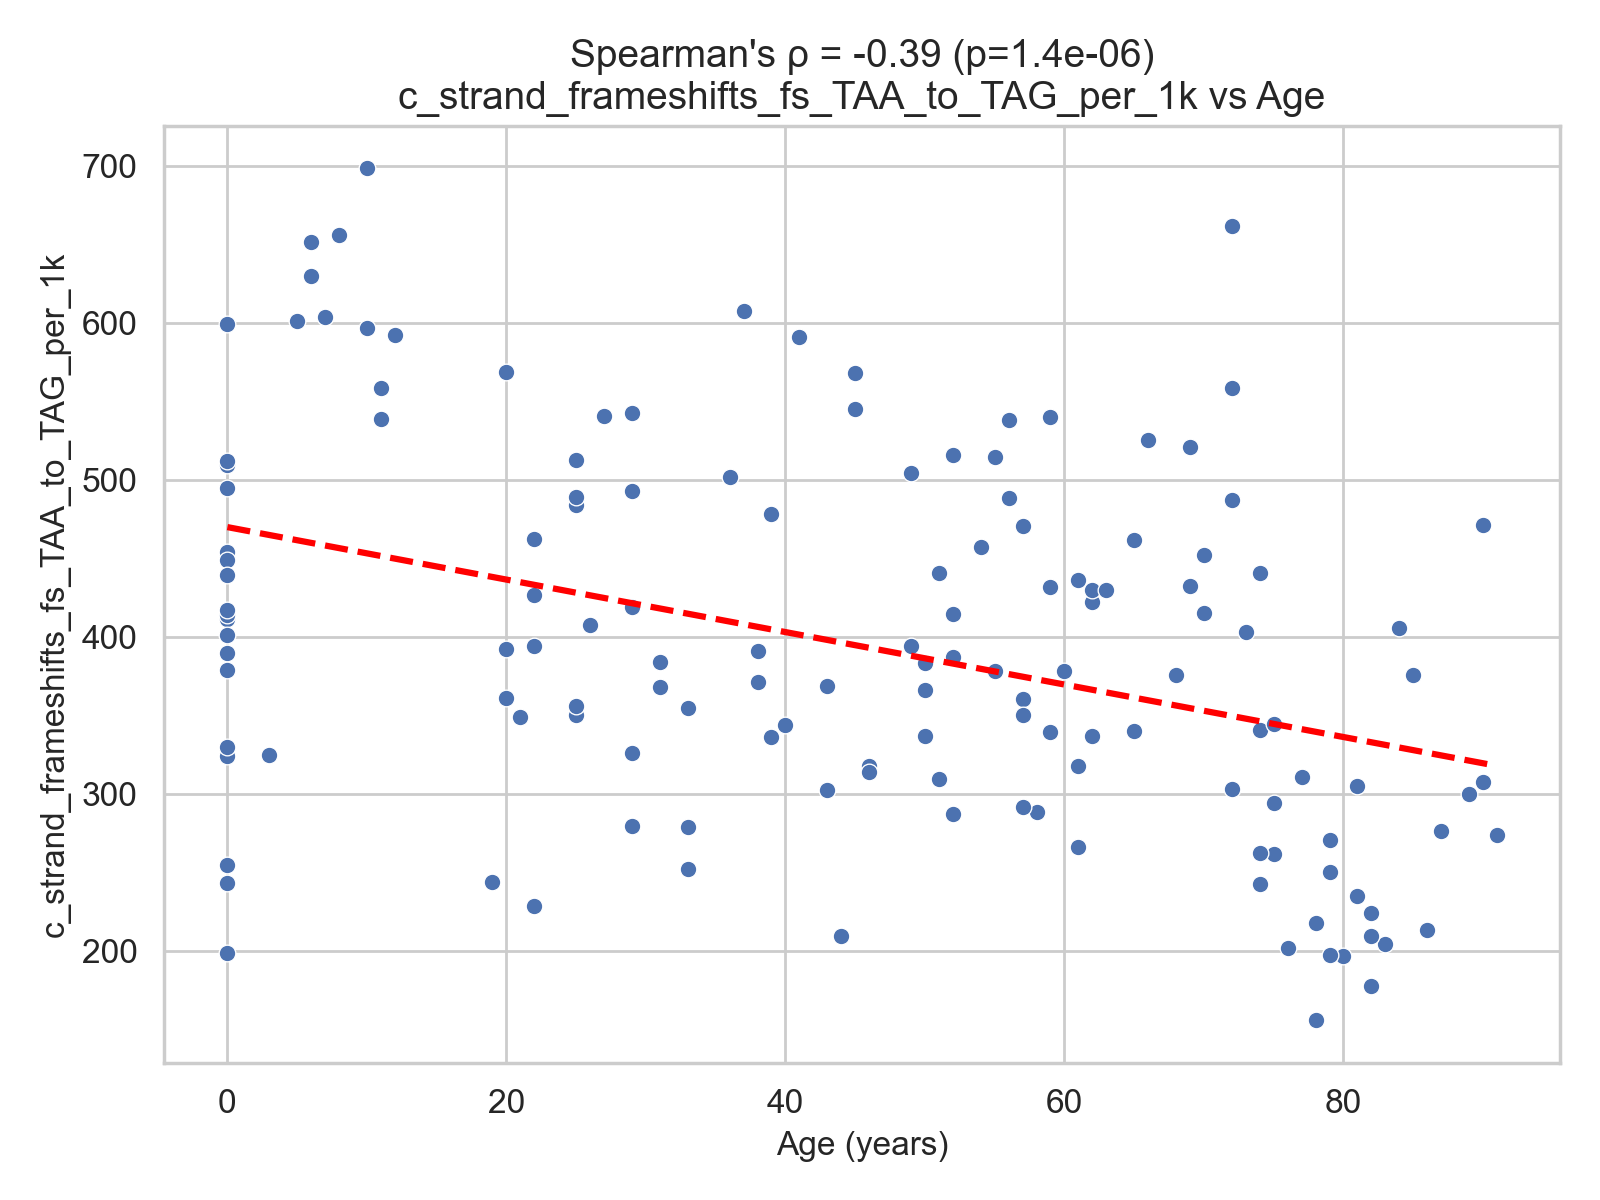 Spearman's ρ = -0.39 (p=1.4e-06)
c_strand_frameshifts_fs_TAA_to_TAG_per_1k vs Age
c_strand_frameshifts_fs_TAA_to_TAG_per_1k
700
600
500
400
300
200
0
20
40
60
80
Age (years)